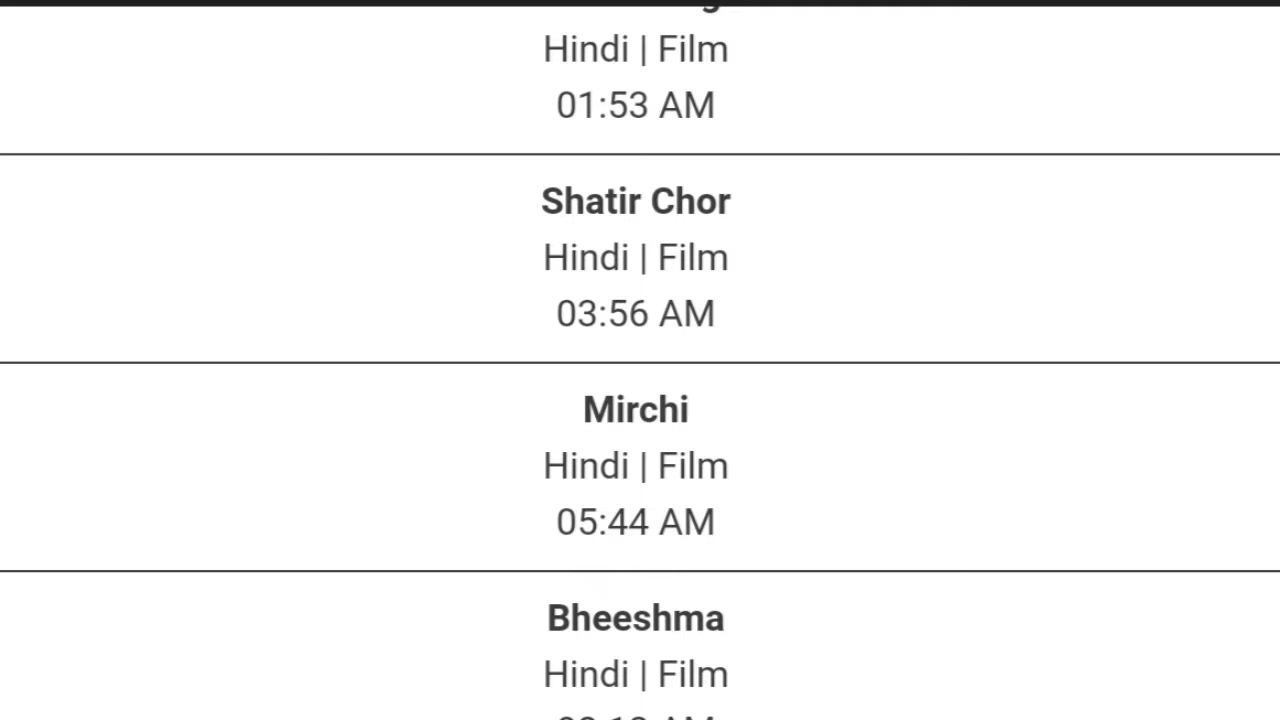 Hindi | Film
01:53 AM
Shatir Chor
Hindi | Film
03:56 AM
Mirchi
Hindi | Film
05:44 AM
Bheeshma
Hindi | Film